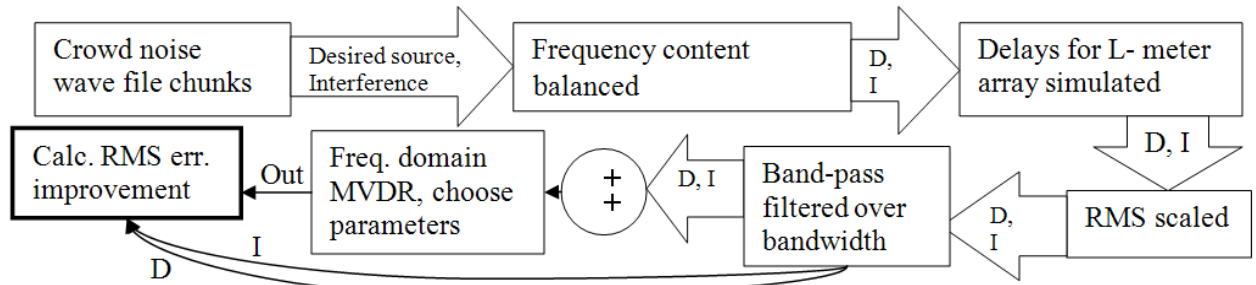 Crowd noise
wave file chunks
Desired source,
Interference
Frequency content
balanced
D,
I
Delays for L- meter
array simulated
D, I
RMS scaled
D,
I
Band-pass
filtered over
bandwidth
D, I
+
+
Freq. domain
MVDR, choose
parameters
Out
Calc. RMS err.
improvement
I
D